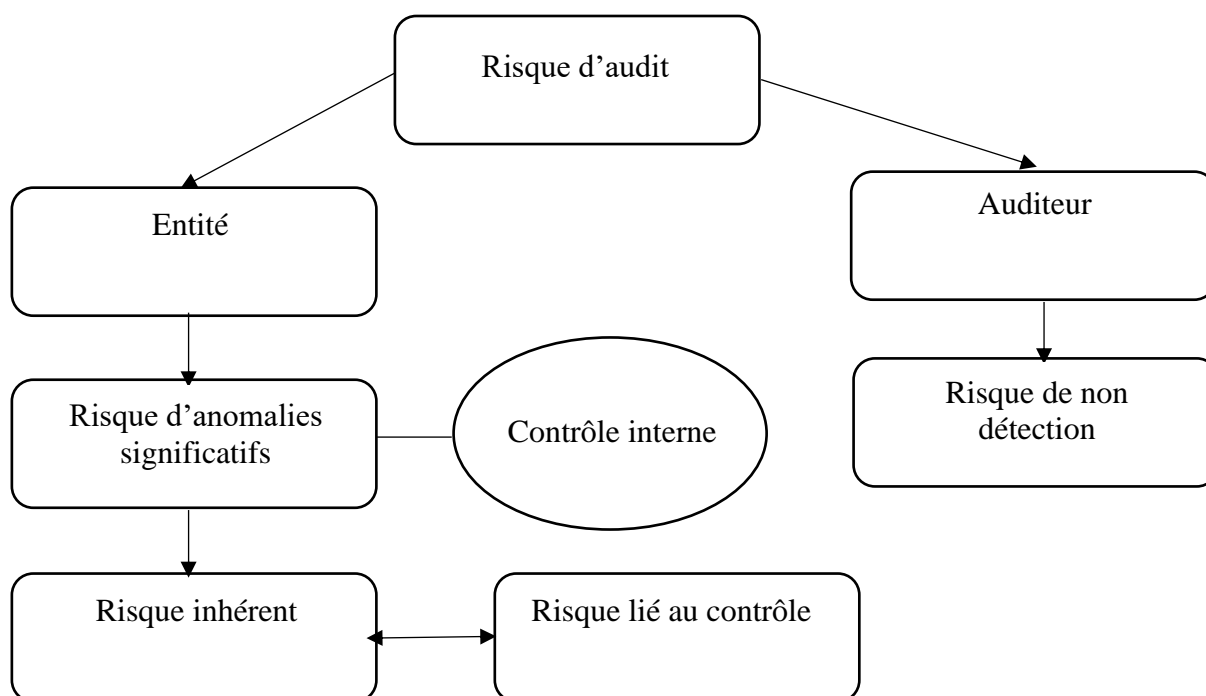 Risque d’audit
Entité
Auditeur
Risque d’anomalies
significatifs
Contrôle interne
Risque de non
détection
Risque inhérent
Risque lié au contrôle